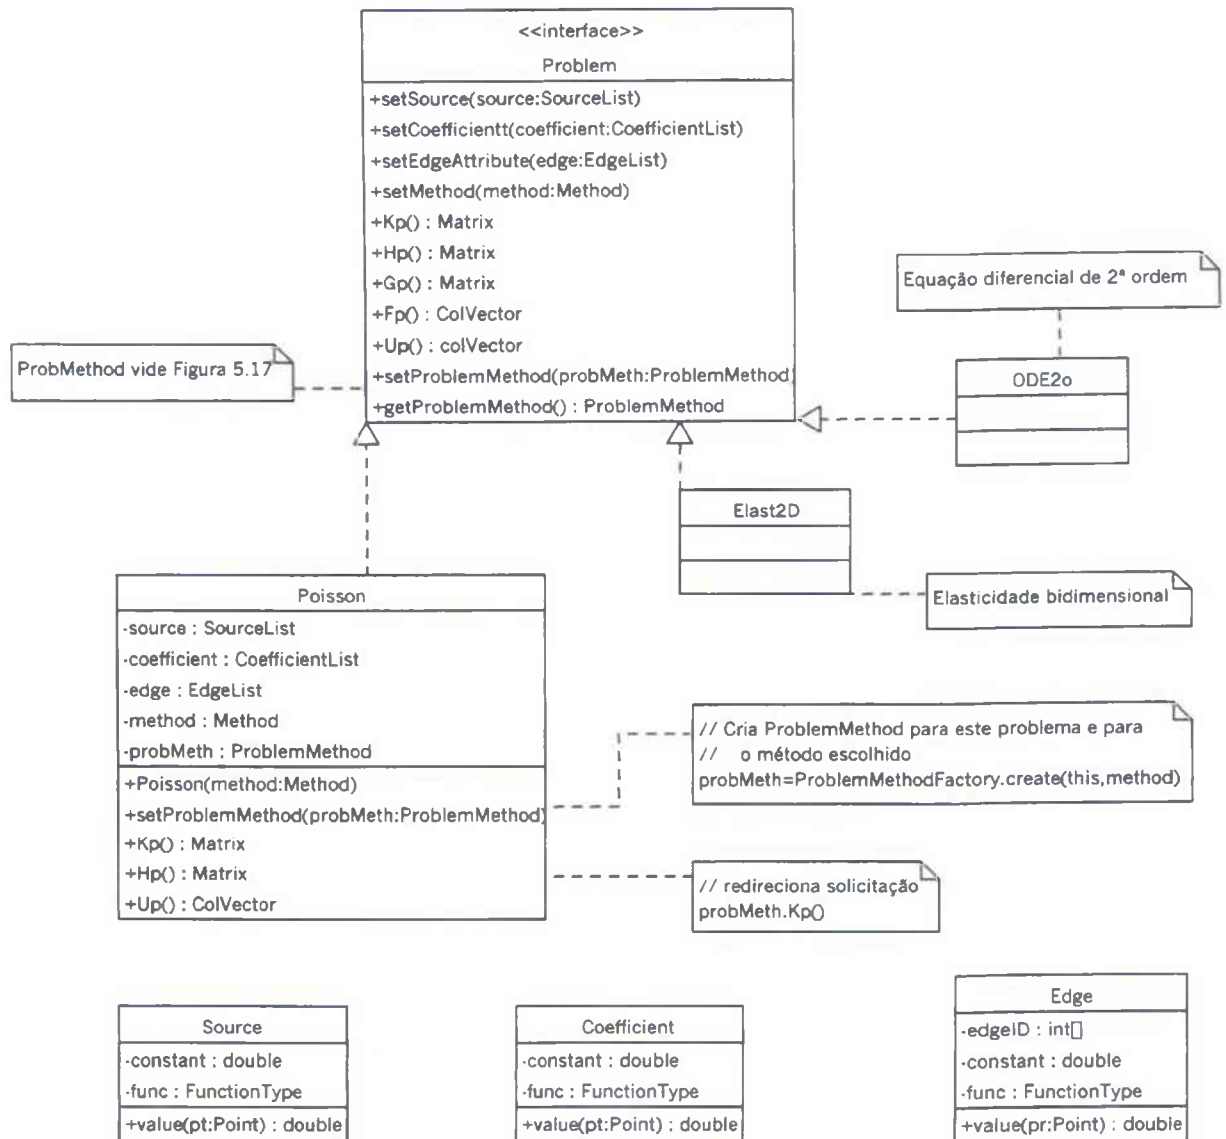 <<interface>>
Problem
+setSource(source:SourceList)
+setCoefficientt(coefficient:CoefficientList)
+setEdgeAttribute(edge:EdgeList)
+setMethod(method:Method)
+Kp() : Matrix
+Hp() : Matrix
+Gp() : Matrix
+Fp() : ColVector
+Up() : colVector
+setProblemMethod(probMeth:ProblemMethod
+getProblemMethod() : ProblemMethod
ProbMethod vide Figura 5.17
Equação diferencial de 2ª ordem
ODE2o
Elast2D
Elasticidade bidimensional
Poisson
-source : SourceList
-coefficient : CoefficientList
-edge : EdgeList
-method : Method
-probMeth : ProblemMethod
+Poisson(method:Method)
+setProblemMethod(probMeth:ProblemMethod)
+Kp() : Matrix
+Hp() : Matrix
+Up() : ColVector
// Cria ProblemMethod para este problema e para
// o método escolhido
probMeth=ProblemMethodFactory.create(this,method)
// redireciona solicitação
probMeth.Kp()
Source
-constant : double
-func : FunctionType
+value(pt:Point) : double
Coefficient
-constant : double
-func : FunctionType
+value(pt:Point) : double
Edge
-edgeID : int[]
-constant : double
-func : FunctionType
+value(pr:Point) : double